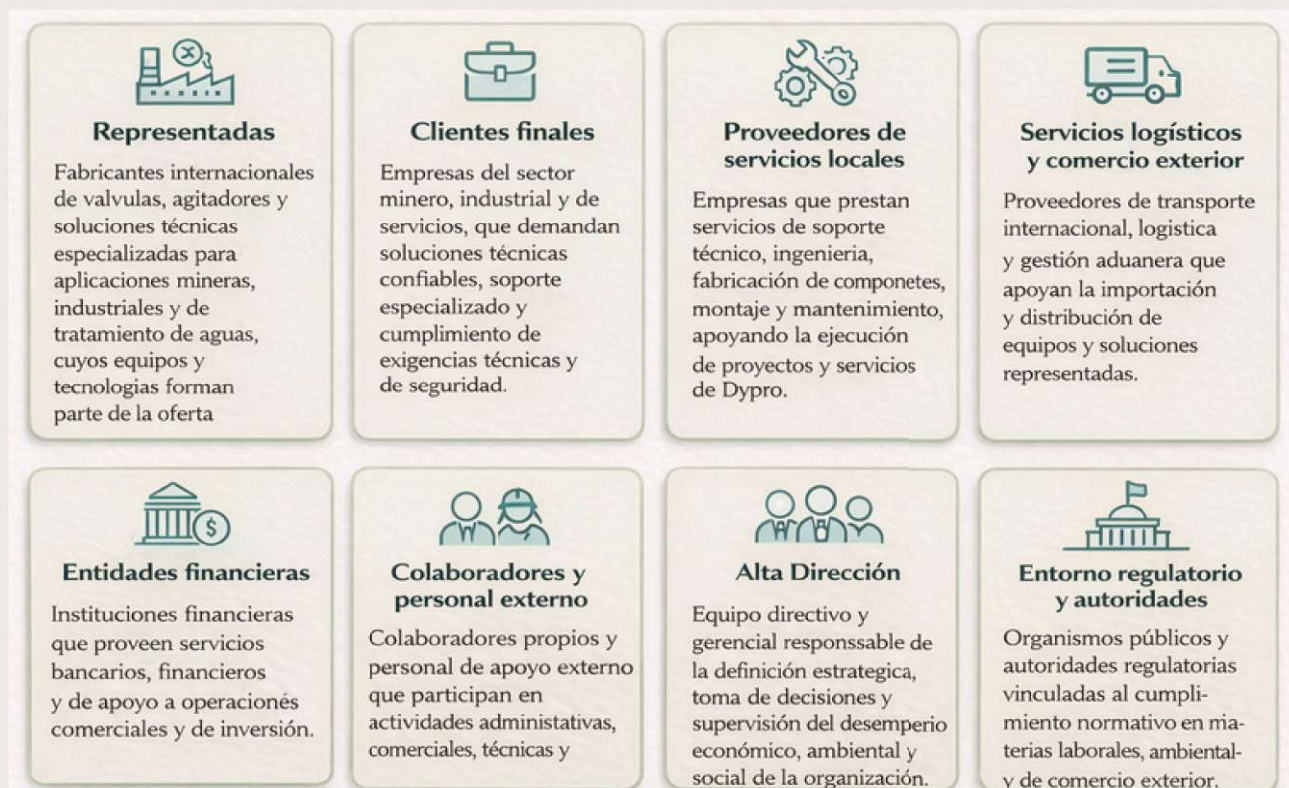 Representadas
Fabricantes internacionales
de valvulas, agitadores y
soluciones técnicas
especializadas para
aplicaciones mineras,
industriales y de
tratamiento de aguas,
cuyos equipos y
tecnologias forman
parte de la oferta
Clientes finales
Empresas del sector
minero, industrial y de
servicios, que demandan
soluciones técnicas
confiables, soporte
especializado y
cumplimiento de
exigencias técnicas y
de seguridad.
Proveedores de
servicios locales
Empresas que prestan
servicios de soporte
técnico, ingenieria,
fabricación de componetes,
montaje y mantenimiento,
apoyando la ejecución
de proyectos y servicios
de Dypro.
Servicios logísticos
y comercio exterior
Proveedores de transporte
internacional, logistica
y gestión aduanera que
apoyan la importación
y distribución de
equipos y soluciones
representadas.
Entidades financieras
Instituciones financieras
que proveen servicios
bancarios, financieros
y de apoyo a operacionés
comerciales y de inversión.
Colaboradores y
personal externo
Colaboradores propios y
personal de apoyo externo
que participan en
actividades administativas,
comerciales, técnicas y
Alta Dirección
Equipo directivo y
gerencial responssable de
la definición estrategica,
toma de decisiones y
supervisión del desemperio
económico, ambiental y
social de la organización.
Entorno regulatorio
y autoridades
Organismos públicos y
autoridades regulatorias
vinculadas al cumpli-
miento normativo en ma-
terias laborales, ambiental-
y de comercio exterior.